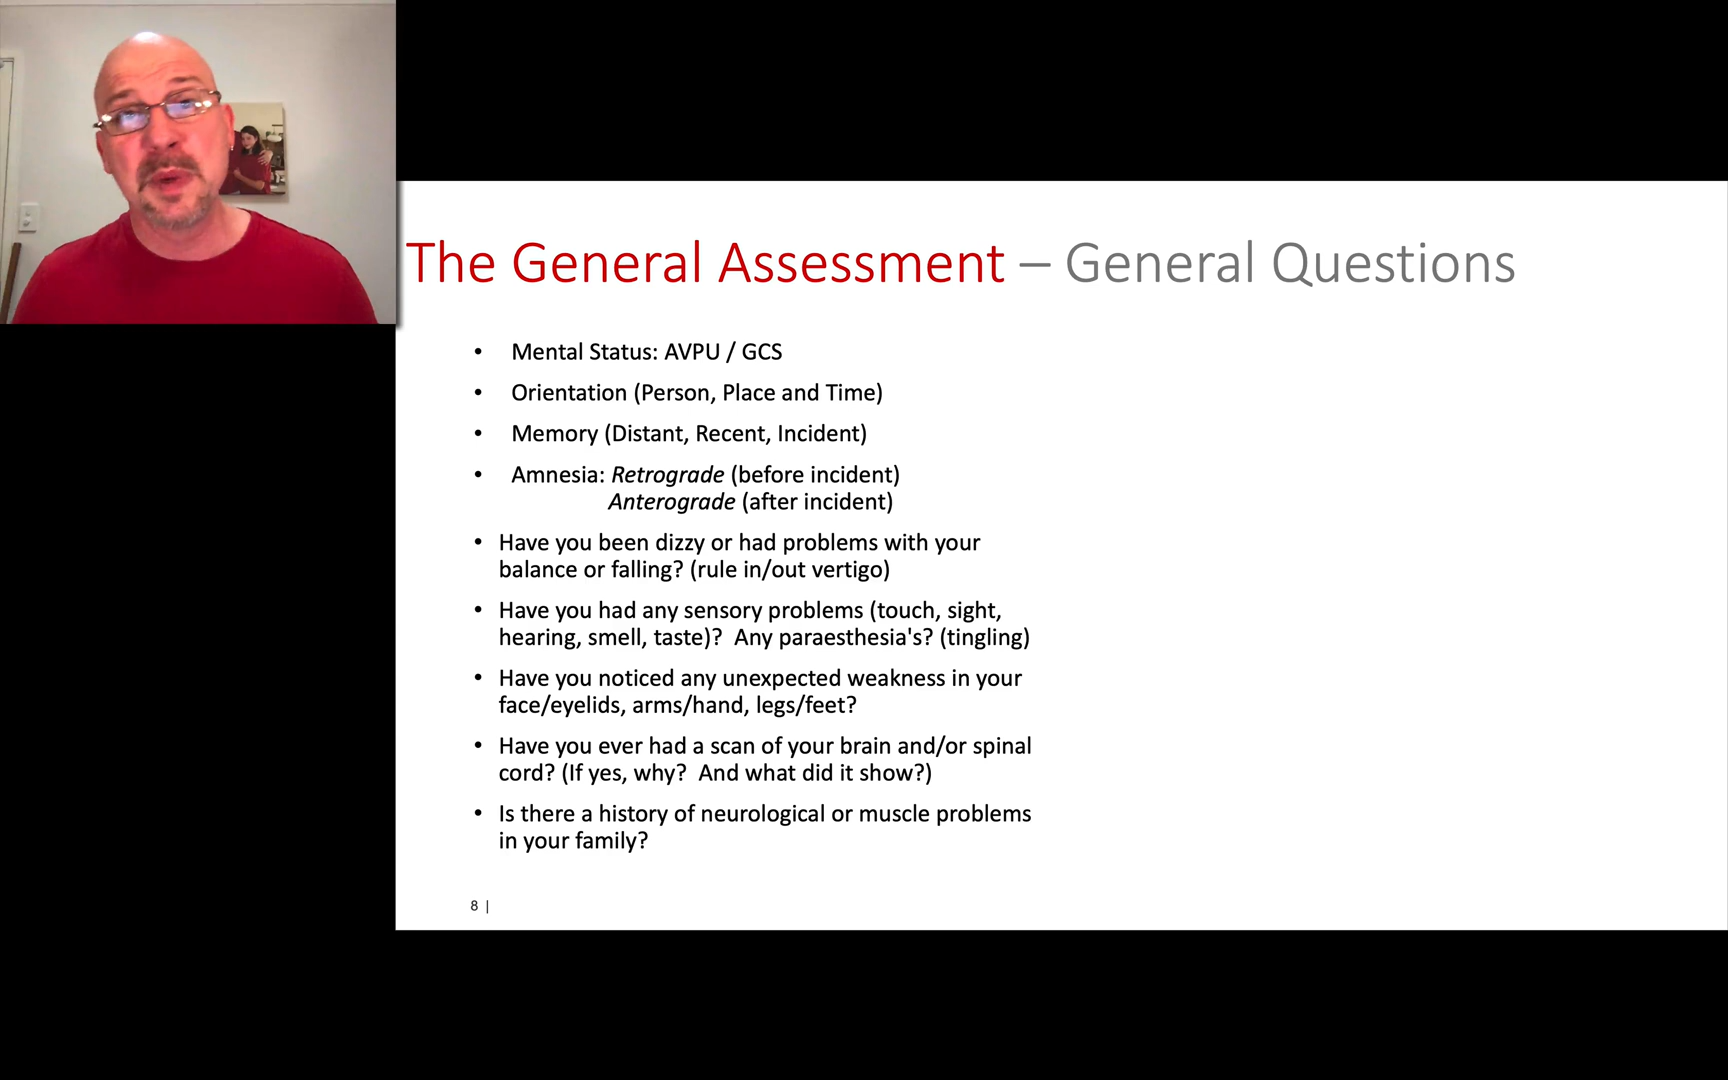 The General Assessment – General Questions
• Mental Status: AVPU / GCS
• Orientation (Person, Place and Time)
• Memory (Distant, Recent, Incident)
• Amnesia: Retrograde (before incident)
Anterograde (after incident)
• Have you been dizzy or had problems with your
balance or falling? (rule in/out vertigo)
• Have you had any sensory problems (touch, sight,
hearing, smell, taste)?  Any paraesthesia's? (tingling)
• Have you noticed any unexpected weakness in your
face/eyelids, arms/hand, legs/feet?
• Have you ever had a scan of your brain and/or spinal
cord? (If yes, why?  And what did it show?)
• Is there a history of neurological or muscle problems
in your family?
8 |